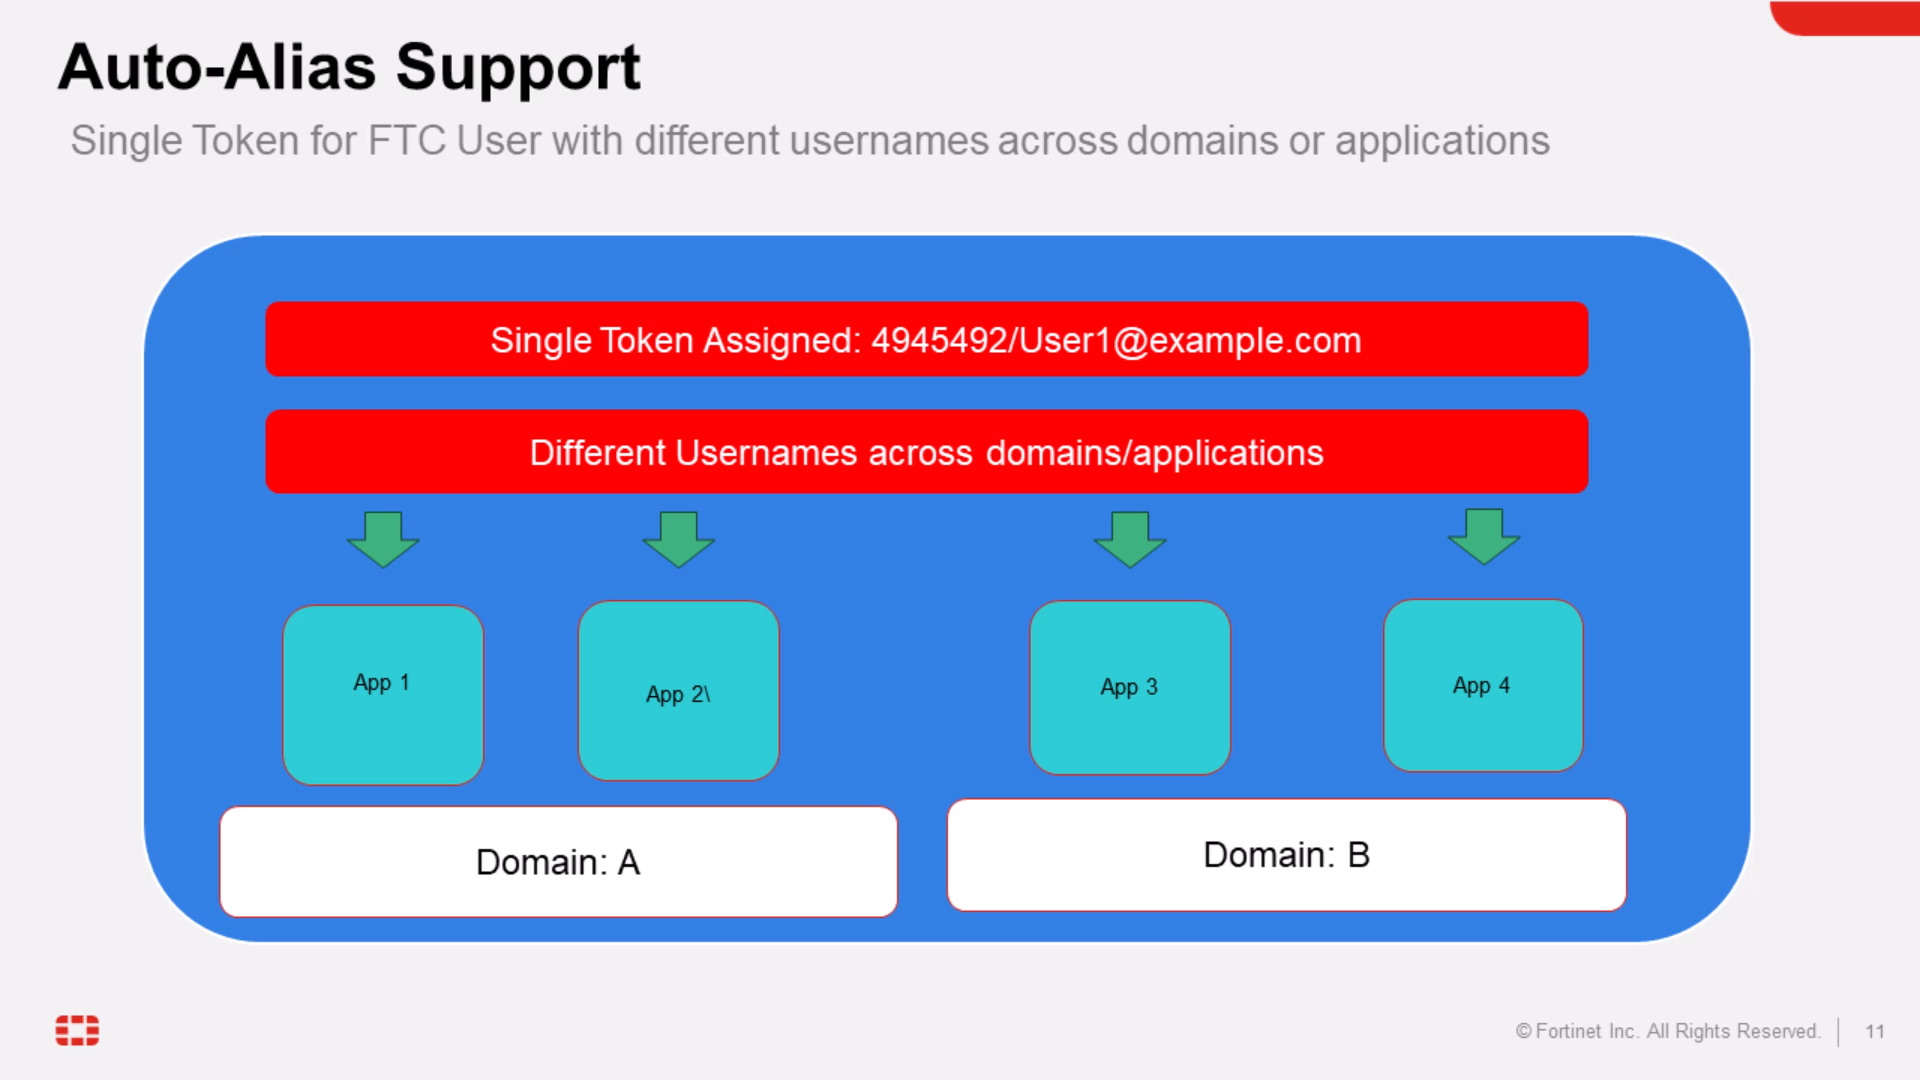 Auto-Alias Support
Single Token for FTC User with different usernames across domains or applications
Single Token Assigned: 4945492/User1@example.com
Different Usernames across domains/applications
App 1
App 2\
App 3
App 4
Domain: A
Domain: B
© Fortinet Inc. All Rights Reserved.
11